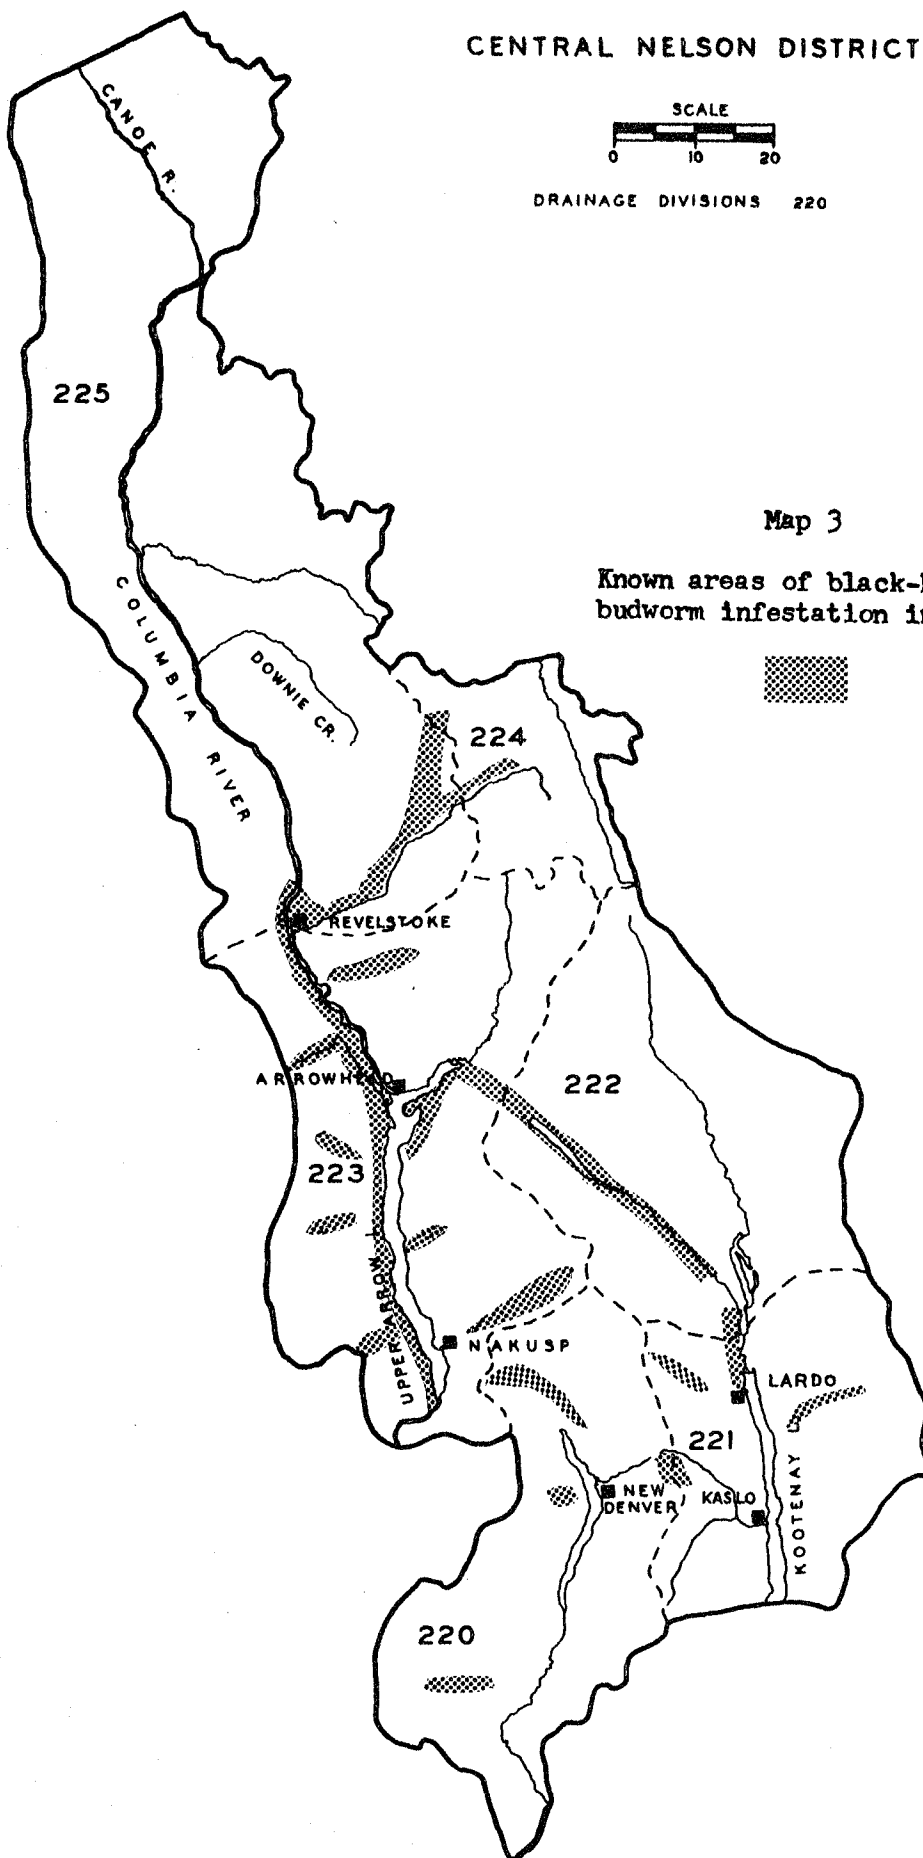 CENTRAL NELSON DISTRICT
SCALE
0 10 20
DRAINAGE DIVISIONS 220
CANOE R.
225
Map 3
Known areas of black-
budworm infestation
COLUMBIA RIVER
DOWNIE CR.
224
REVELSTOKE
ARROWHEAD
222
223
UPPER ARROW
NAKUSP
LARDO
221
NEW
DENVER
KASLO
KOOTENAY L
220